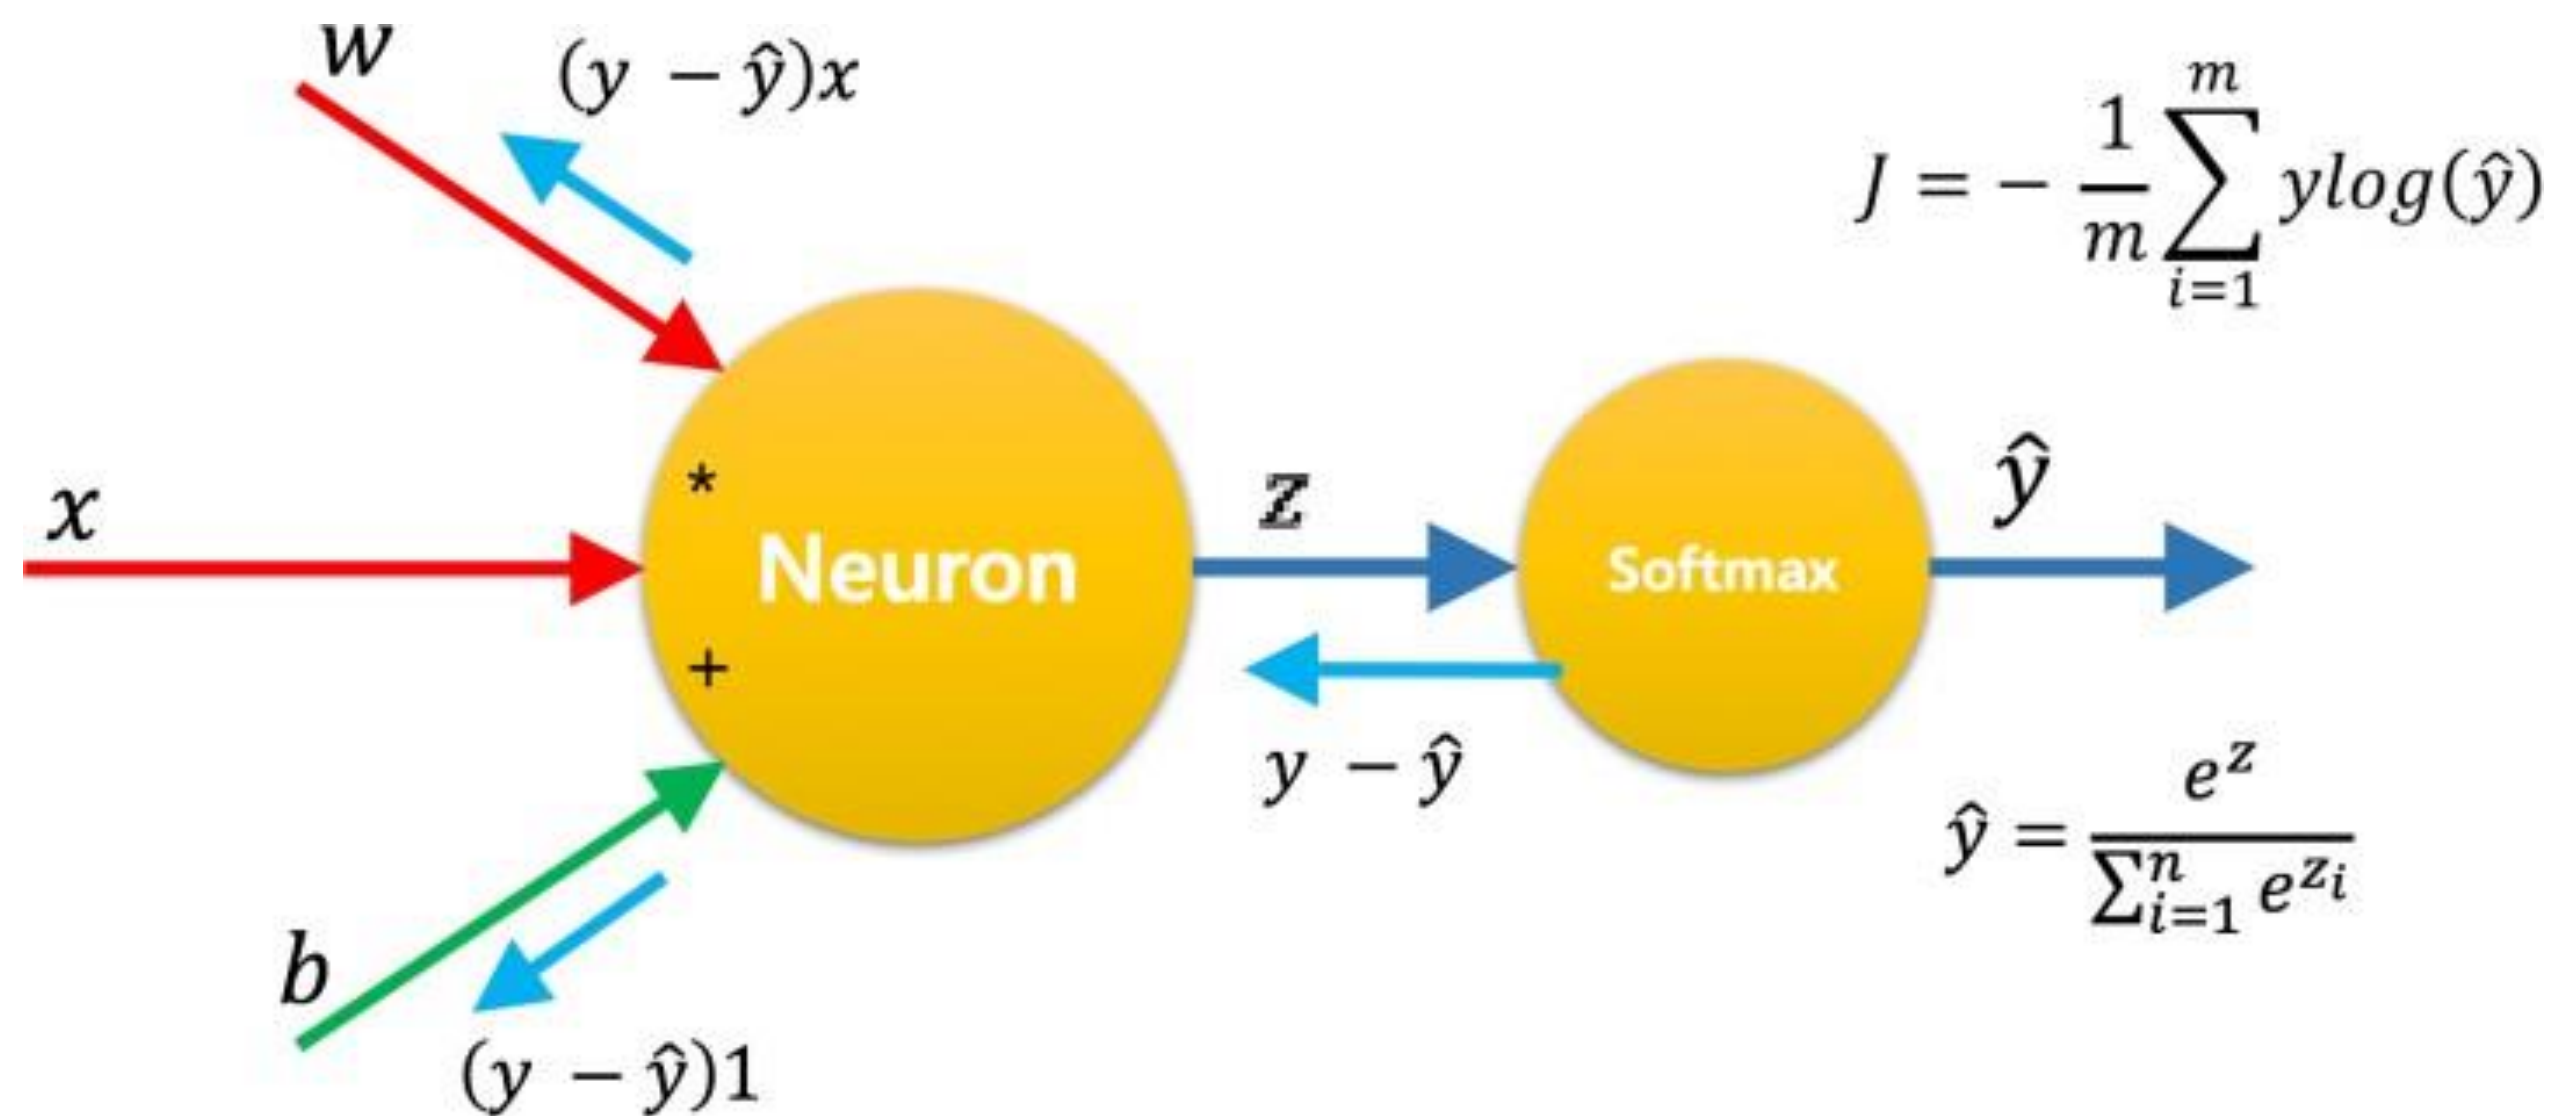 w
(y − ŷ)x
J = − 1/m ∑_{i=1}^{m} ylog(ŷ)
x
*
Neuron
+
z
Softmax
ŷ
y − ŷ
ŷ = e^z / ∑_{i=1}^{n} e^{z_i}
b
(y − ŷ)1